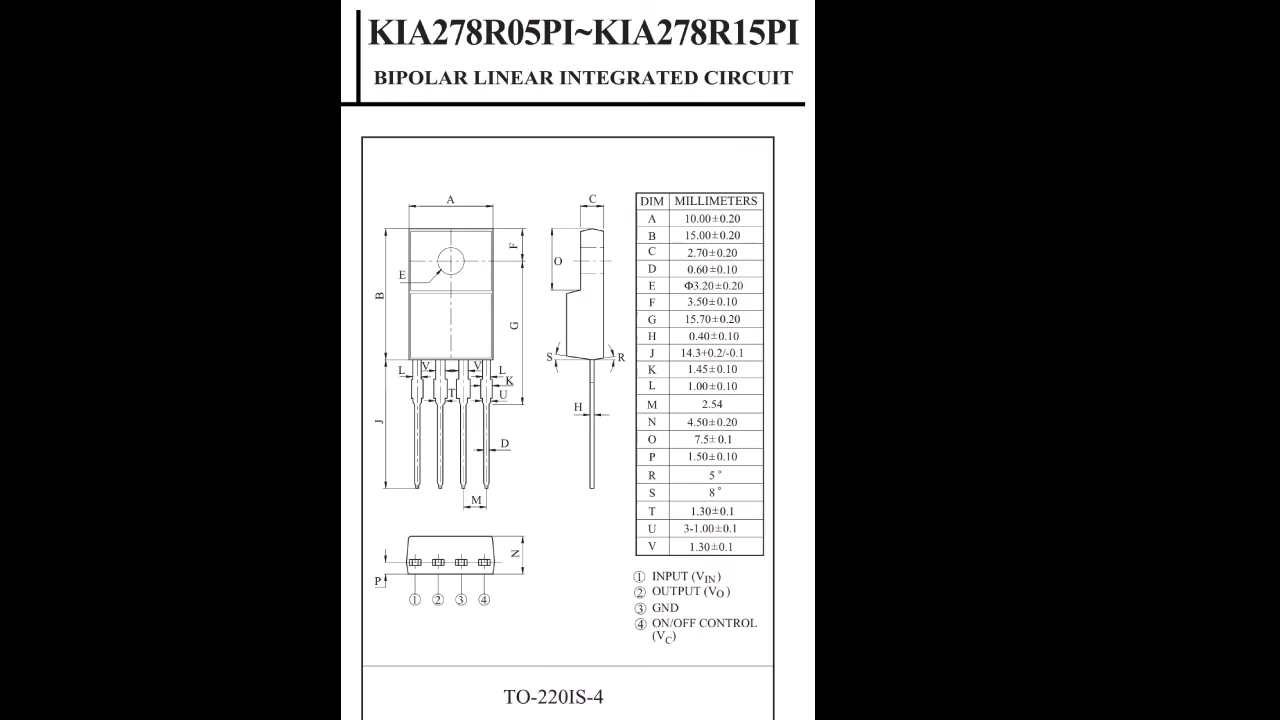 KIA278R05PI~KIA278R15PI
BIPOLAR LINEAR INTEGRATED CIRCUIT
A
C
F
O
E
B
G
S
R
L
V
V
L
K
T
U
H
J
D
M
N
P
① ② ③ ④
DIM MILLIMETERS
A 10.00±0.20
B 15.00±0.20
C 2.70±0.20
D 0.60±0.10
E Φ3.20±0.20
F 3.50±0.10
G 15.70±0.20
H 0.40±0.10
J 14.3+0.2/-0.1
K 1.45±0.10
L 1.00±0.10
M 2.54
N 4.50±0.20
O 7.5±0.1
P 1.50±0.10
R 5°
S 8°
T 1.30±0.1
U 3-1.00±0.1
V 1.30±0.1
① INPUT (VIN)
② OUTPUT (VO)
③ GND
④ ON/OFF CONTROL
(VC)
TO-220IS-4